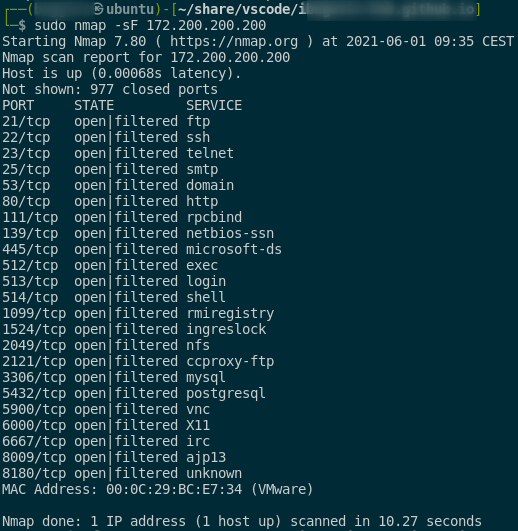 ┌──(㉿ubuntu)-[~/share/vscode/i]
└─$ sudo nmap -sF 172.200.200.200
Starting Nmap 7.80 ( https://nmap.org ) at 2021-06-01 09:35 CEST
Nmap scan report for 172.200.200.200
Host is up (0.00068s latency).
Not shown: 977 closed ports
PORT     STATE         SERVICE
21/tcp   open|filtered ftp
22/tcp   open|filtered ssh
23/tcp   open|filtered telnet
25/tcp   open|filtered smtp
53/tcp   open|filtered domain
80/tcp   open|filtered http
111/tcp  open|filtered rpcbind
139/tcp  open|filtered netbios-ssn
445/tcp  open|filtered microsoft-ds
512/tcp  open|filtered exec
513/tcp  open|filtered login
514/tcp  open|filtered shell
1099/tcp open|filtered rmiregistry
1524/tcp open|filtered ingreslock
2049/tcp open|filtered nfs
2121/tcp open|filtered ccproxy-ftp
3306/tcp open|filtered mysql
5432/tcp open|filtered postgresql
5900/tcp open|filtered vnc
6000/tcp open|filtered X11
6667/tcp open|filtered irc
8009/tcp open|filtered ajp13
8180/tcp open|filtered unknown
MAC Address: 00:0C:29:BC:E7:34 (VMware)
Nmap done: 1 IP address (1 host up) scanned in 10.27 seconds